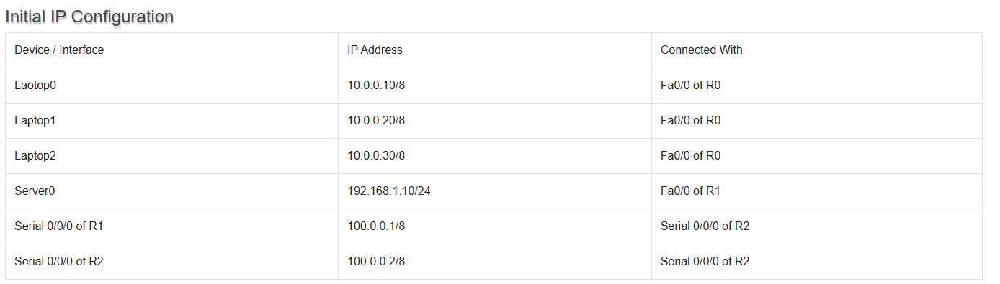 Initial IP Configuration
Device / Interface IP Address Connected With
Laotop0 10.0.0.10/8 Fa0/0 of R0
Laptop1 10.0.0.20/8 Fa0/0 of R0
Laptop2 10.0.0.30/8 Fa0/0 of R0
Server0 192.168.1.10/24 Fa0/0 of R1
Serial 0/0/0 of R1 100.0.0.1/8 Serial 0/0/0 of R2
Serial 0/0/0 of R2 100.0.0.2/8 Serial 0/0/0 of R2